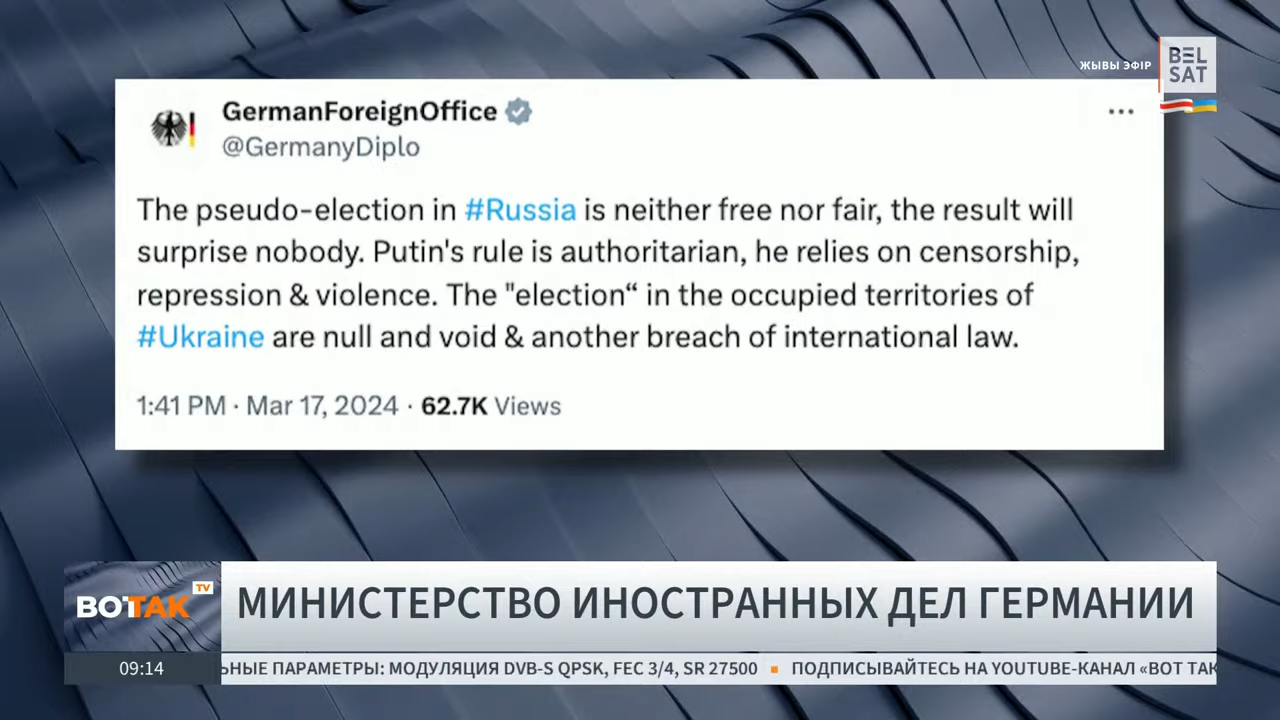 ЖЫВЫ ЭФІР
BEL
SAT
GermanForeignOffice
@GermanyDiplo
The pseudo-election in #Russia is neither free nor fair, the result will
surprise nobody. Putin's rule is authoritarian, he relies on censorship,
repression & violence. The "election“ in the occupied territories of
#Ukraine are null and void & another breach of international law.
1:41 PM · Mar 17, 2024 · 62.7K Views
ВОТТАК TV
МИНИСТЕРСТВО ИНОСТРАННЫХ ДЕЛ ГЕРМАНИИ
09:14
ЬНЫЕ ПАРАМЕТРЫ: МОДУЛЯЦИЯ DVB-S QPSK, FEC 3/4, SR 27500 ▪ ПОДПИСЫВАЙТЕСЬ НА YOUTUBE-КАНАЛ «ВОТ ТАК